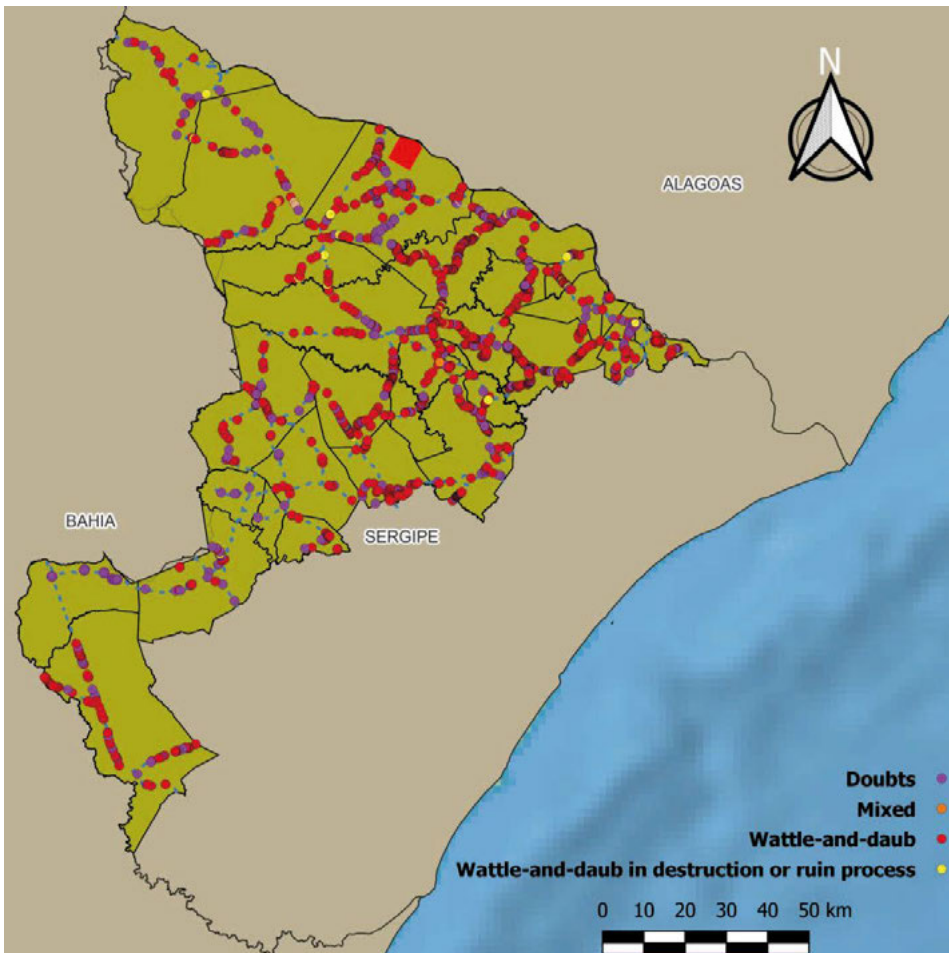 N
ALAGOAS
BAHIA
SERGIPE
Doubts
Mixed
Wattle-and-daub
Wattle-and-daub in destruction or ruin process
0 10 20 30 40 50 km